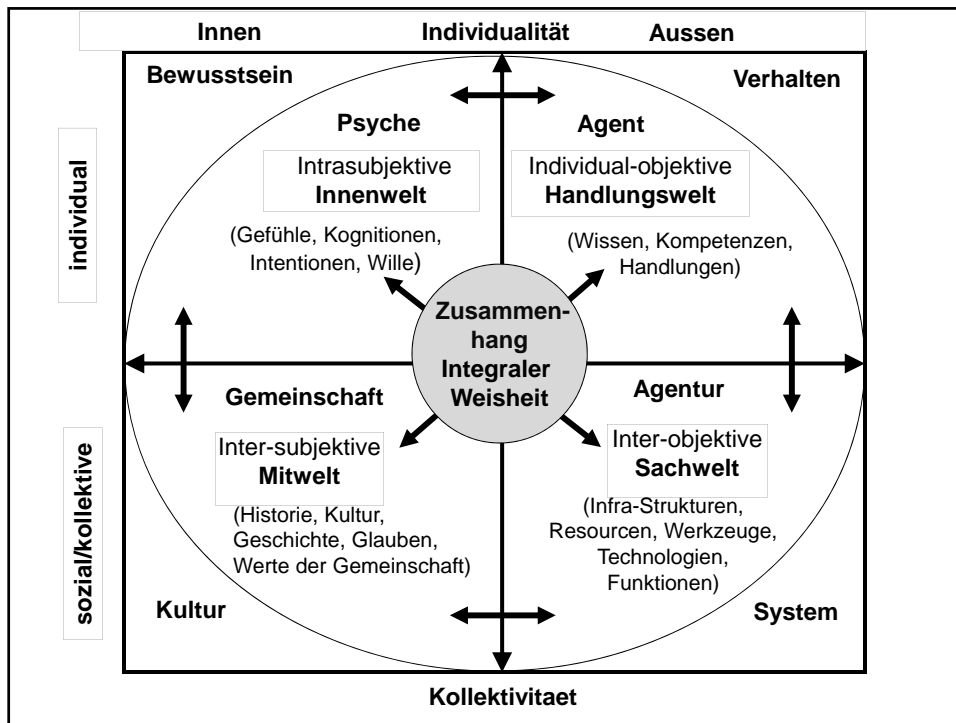 Innen Individualität Aussen
Bewusstsein Verhalten
Psyche Agent
Intrasubjektive
Innenwelt
Individual-objektive
Handlungswelt
(Gefühle, Kognitionen,
Intentionen, Wille)
(Wissen, Kompetenzen,
Handlungen)
individual
Zusammen-
hang
Integraler
Weisheit
Gemeinschaft Agentur
Inter-subjektive
Mitwelt
Inter-objektive
Sachwelt
(Historie, Kultur,
Geschichte, Glauben,
Werte der Gemeinschaft)
(Infra-Strukturen,
Resourcen, Werkzeuge,
Technologien,
Funktionen)
sozial/kollektive
Kultur System
Kollektivitaet